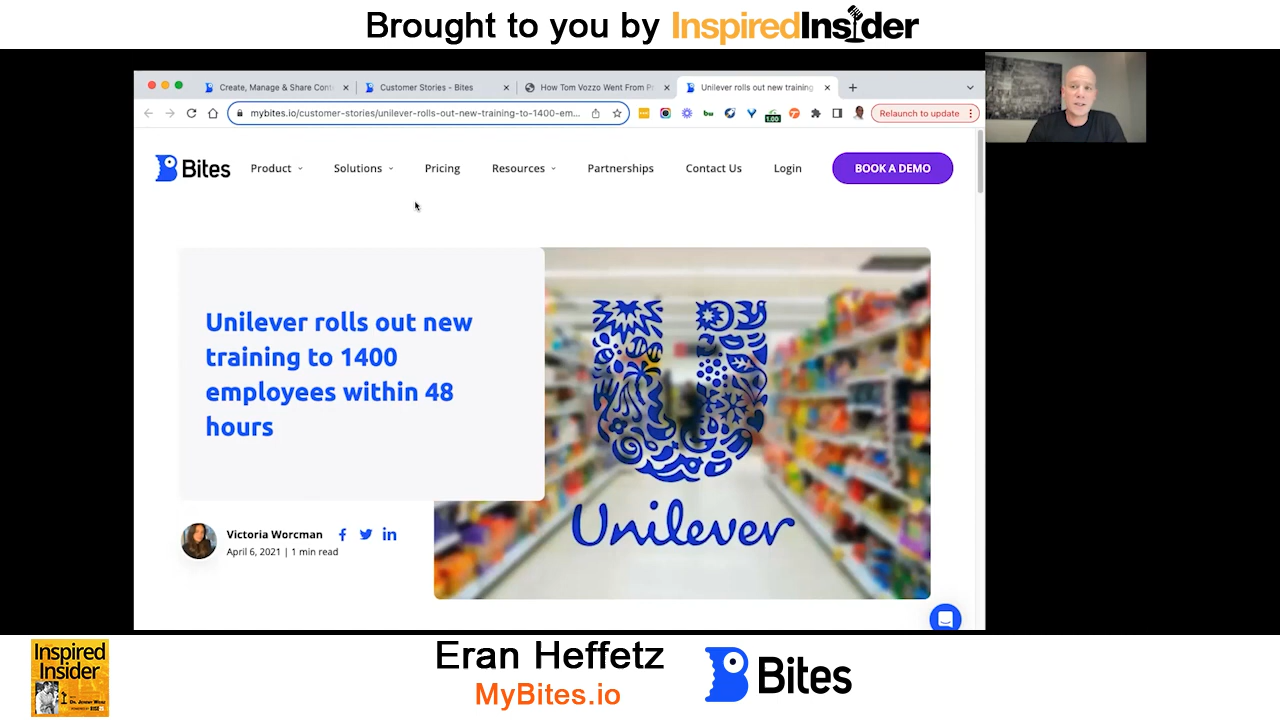 Brought to you by InspiredInsider
Create, Manage & Share Cont
Customer Stories - Bites
How Tom Vozzo Went From P
Unilever rolls out new training
mybites.io/customer-stories/unilever-rolls-out-new-training-to-1400-em...
1.00
Relaunch to update
Bites
Product
Solutions
Pricing
Resources
Partnerships
Contact Us
Login
BOOK A DEMO
Unilever rolls out new
training to 1400
employees within 48
hours
Victoria Worcman
April 6, 2021 | 1 min read
Unilever
Inspired
Insider
Eran Heffetz
MyBites.io
Bites